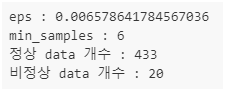 eps : 0.006578641784567036
min_samples : 6
정상 data 개수 : 433
비정상 data 개수 : 20